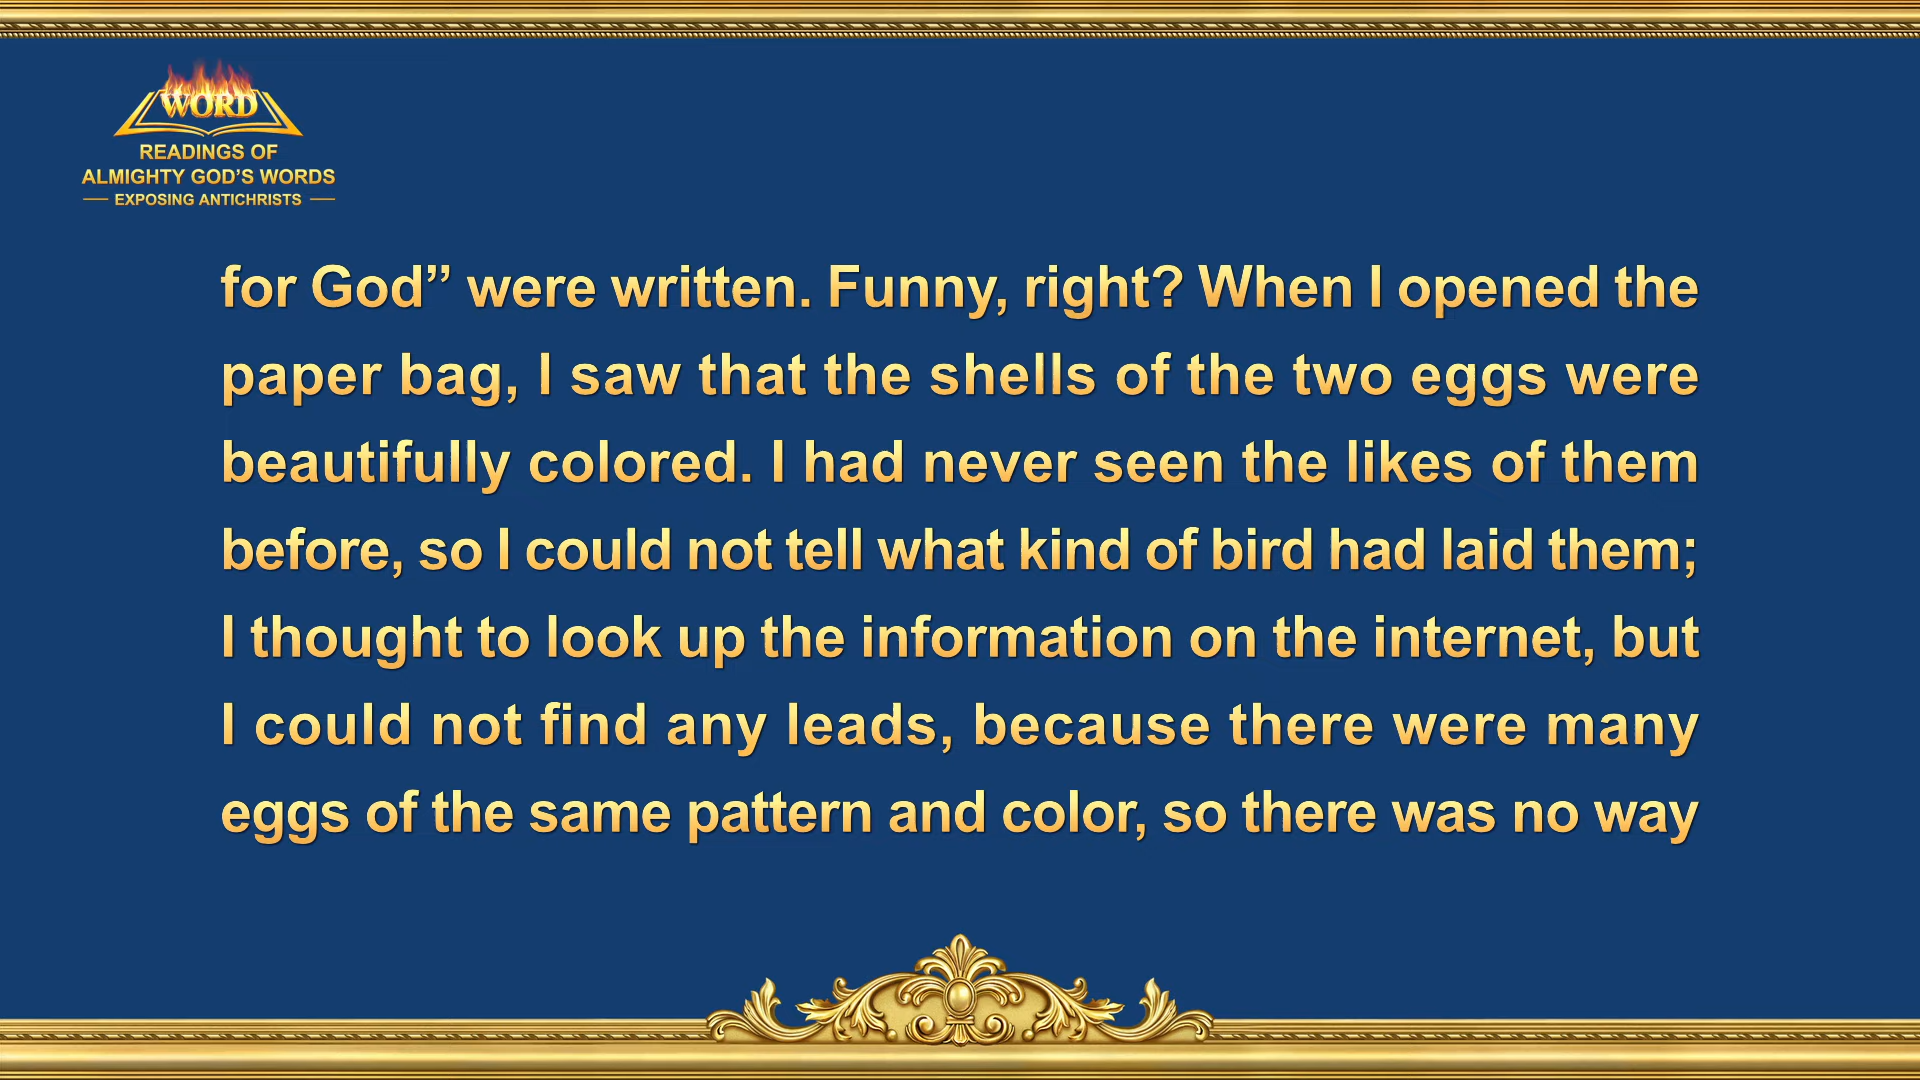 WORD
READINGS OF
ALMIGHTY GOD'S WORDS
EXPOSING ANTICHRISTS
for God” were written. Funny, right? When I opened the
paper bag, I saw that the shells of the two eggs were
beautifully colored. I had never seen the likes of them
before, so I could not tell what kind of bird had laid them;
I thought to look up the information on the internet, but
I could not find any leads, because there were many
eggs of the same pattern and color, so there was no way